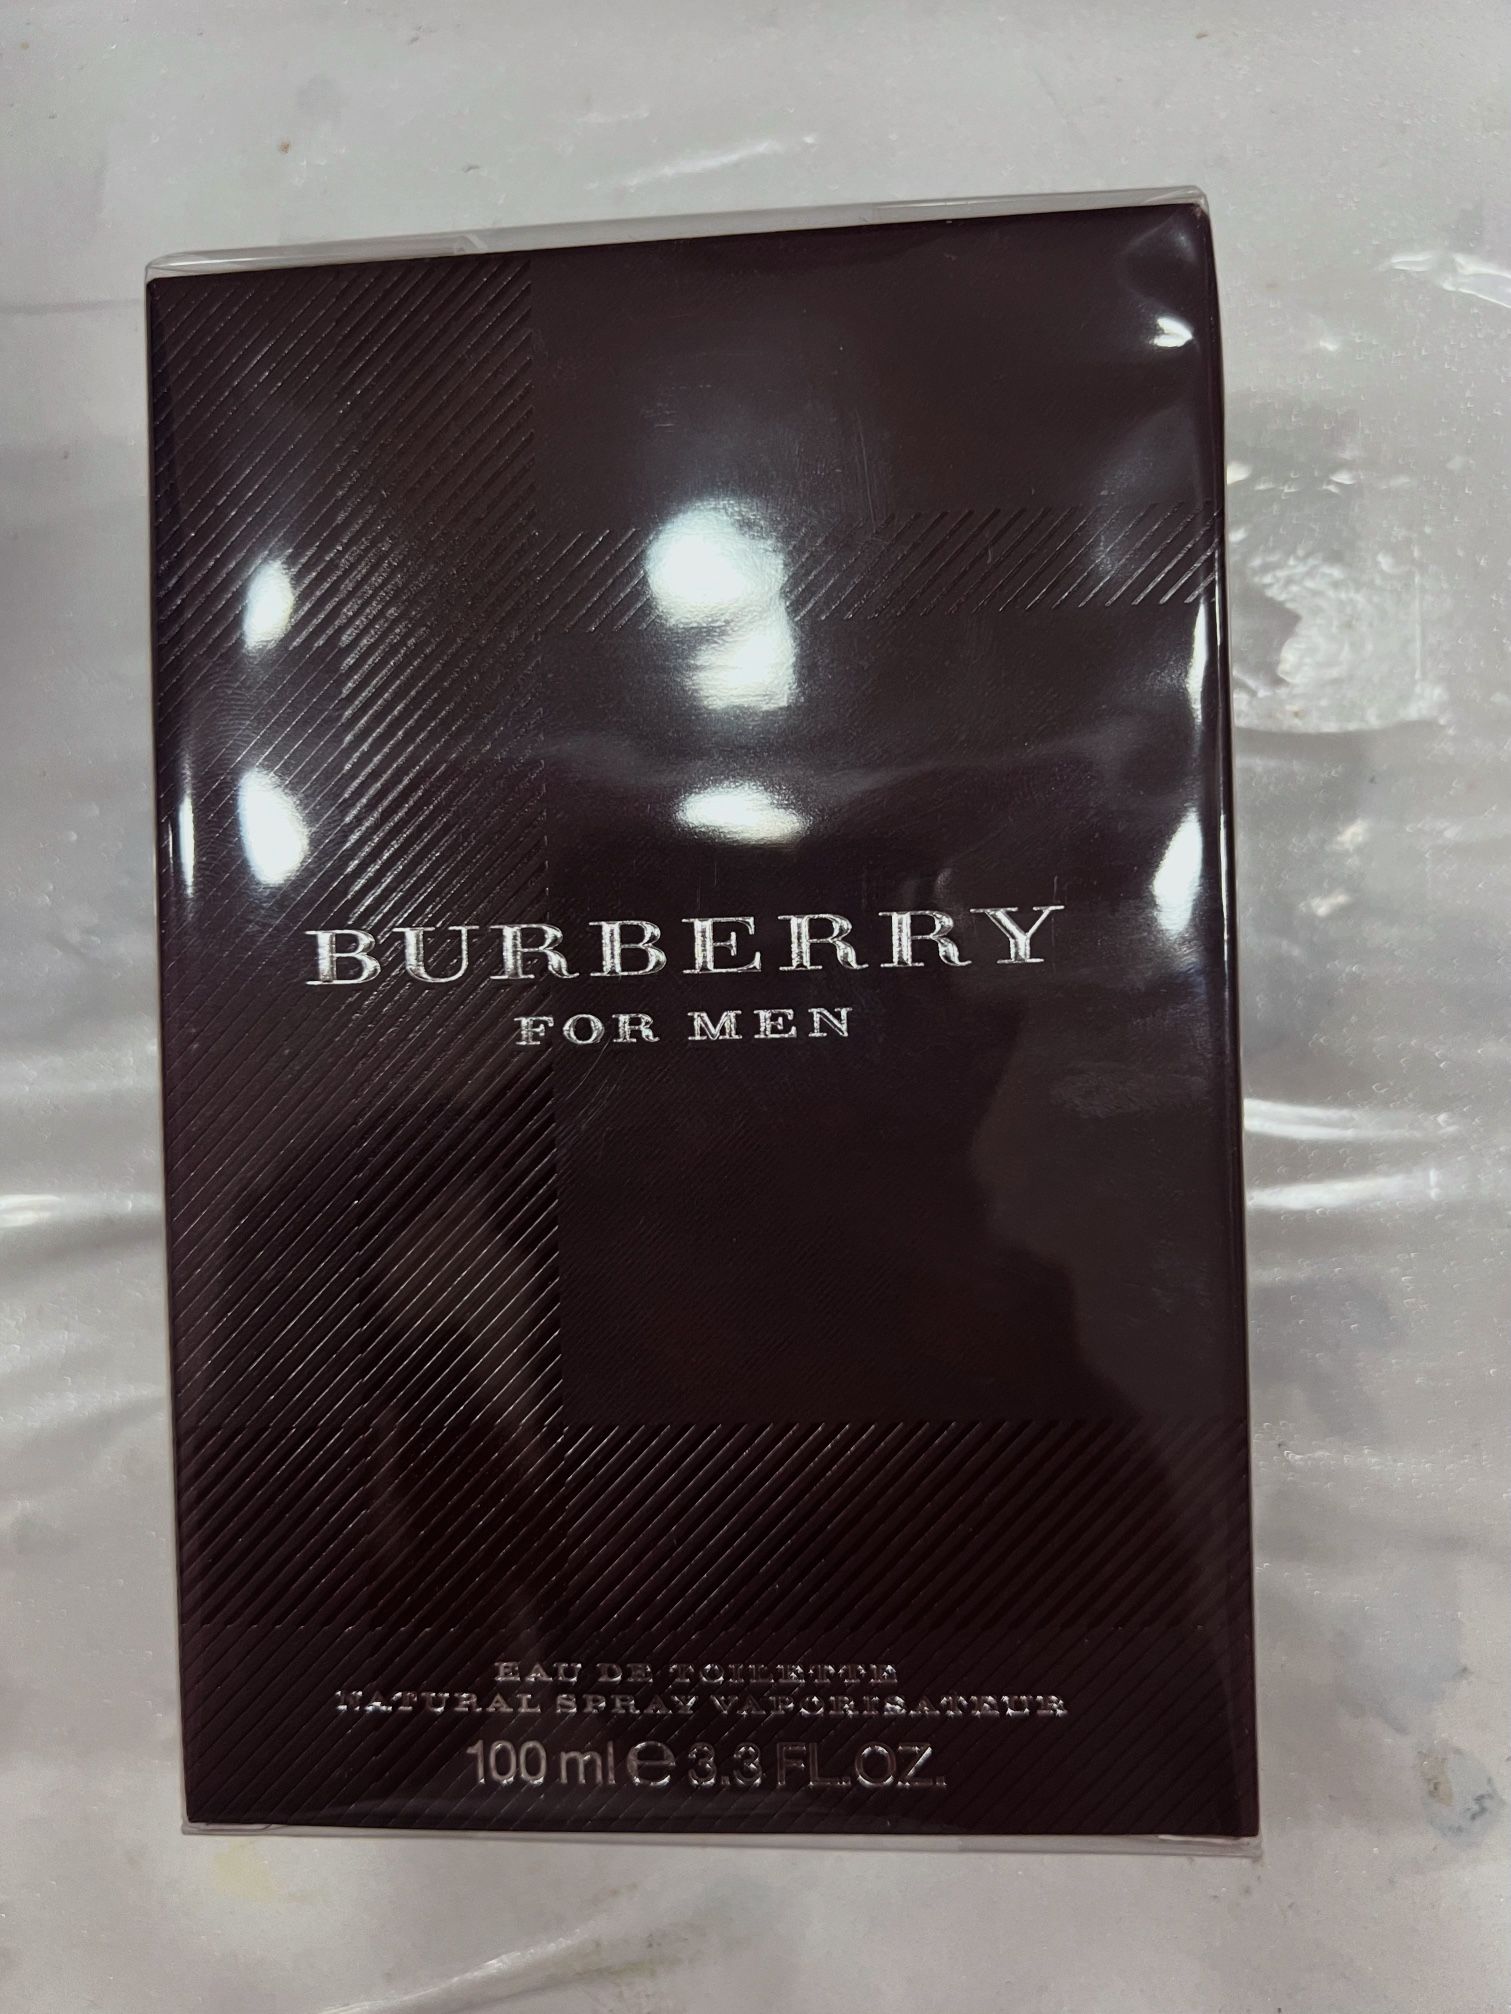 BURBERRY
FOR MEN
EAU DE TOILETTE
NATURAL SPRAY VAPORISATEUR
100 ml ℮ 3.3 FL.OZ.